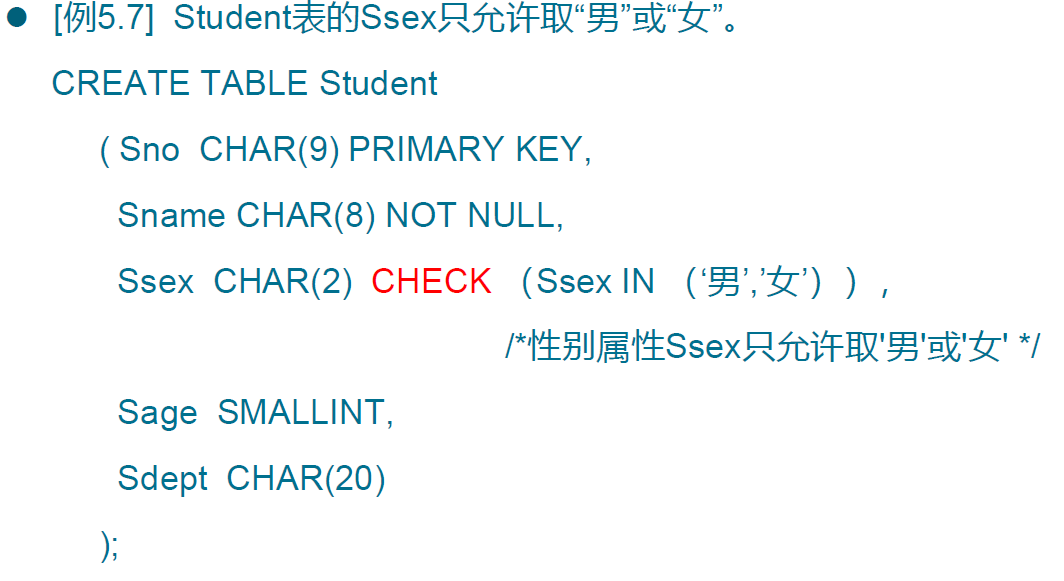 ● [例5.7] Student表的Ssex只允许取“男”或“女”。
CREATE TABLE Student
( Sno CHAR(9) PRIMARY KEY,
Sname CHAR(8) NOT NULL,
Ssex CHAR(2) CHECK （Ssex IN （‘男’,’女’））,
/*性别属性Ssex只允许取'男'或'女' */
Sage SMALLINT,
Sdept CHAR(20)
);